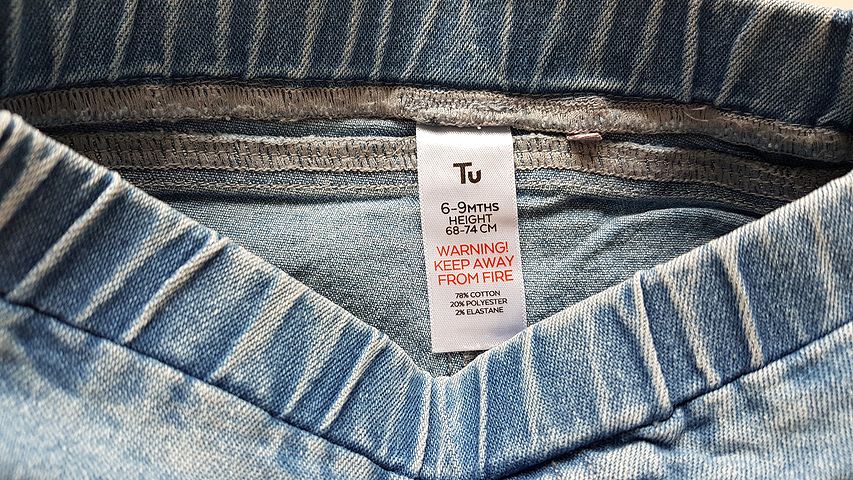 Tu
6-9MTHS
HEIGHT
68-74 CM
WARNING!
KEEP AWAY
FROM FIRE
78% COTTON
20% POLYESTER
2% ELASTANE